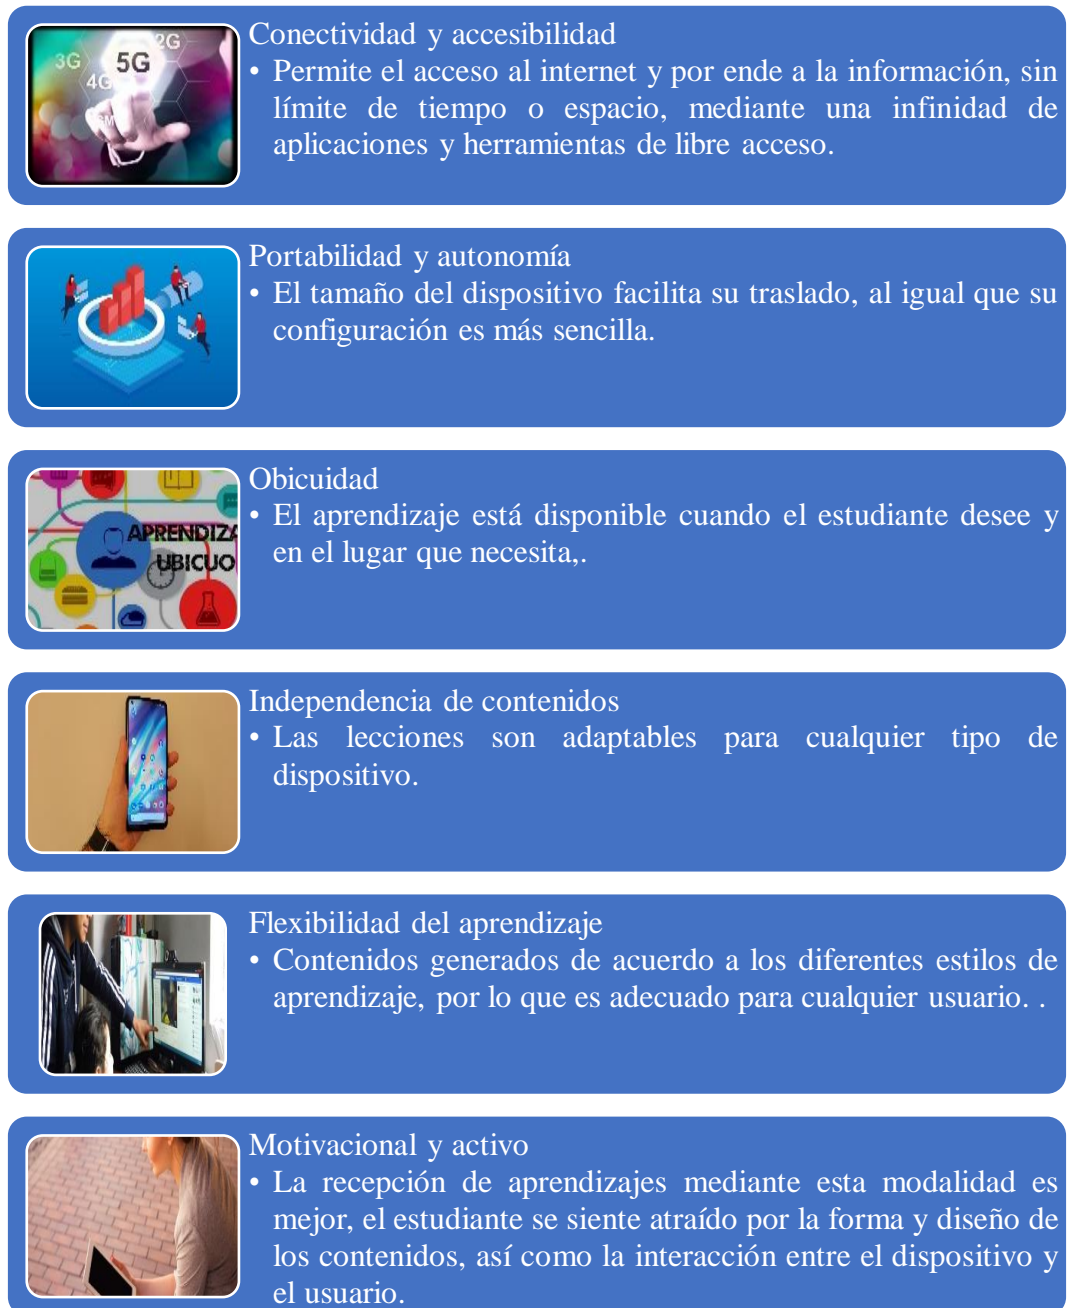 3G
2G
5G
4G
Conectividad y accesibilidad
• Permite el acceso al internet y por ende a la información, sin
límite de tiempo o espacio, mediante una infinidad de
aplicaciones y herramientas de libre acceso.
Portabilidad y autonomía
• El tamaño del dispositivo facilita su traslado, al igual que su
configuración es más sencilla.
APRENDIZA
UBICUO
Obicuidad
• El aprendizaje está disponible cuando el estudiante desee y
en el lugar que necesita,.
Independencia de contenidos
• Las lecciones son adaptables para cualquier tipo de
dispositivo.
Flexibilidad del aprendizaje
• Contenidos generados de acuerdo a los diferentes estilos de
aprendizaje, por lo que es adecuado para cualquier usuario. .
Motivacional y activo
• La recepción de aprendizajes mediante esta modalidad es
mejor, el estudiante se siente atraído por la forma y diseño de
los contenidos, así como la interacción entre el dispositivo y
el usuario.